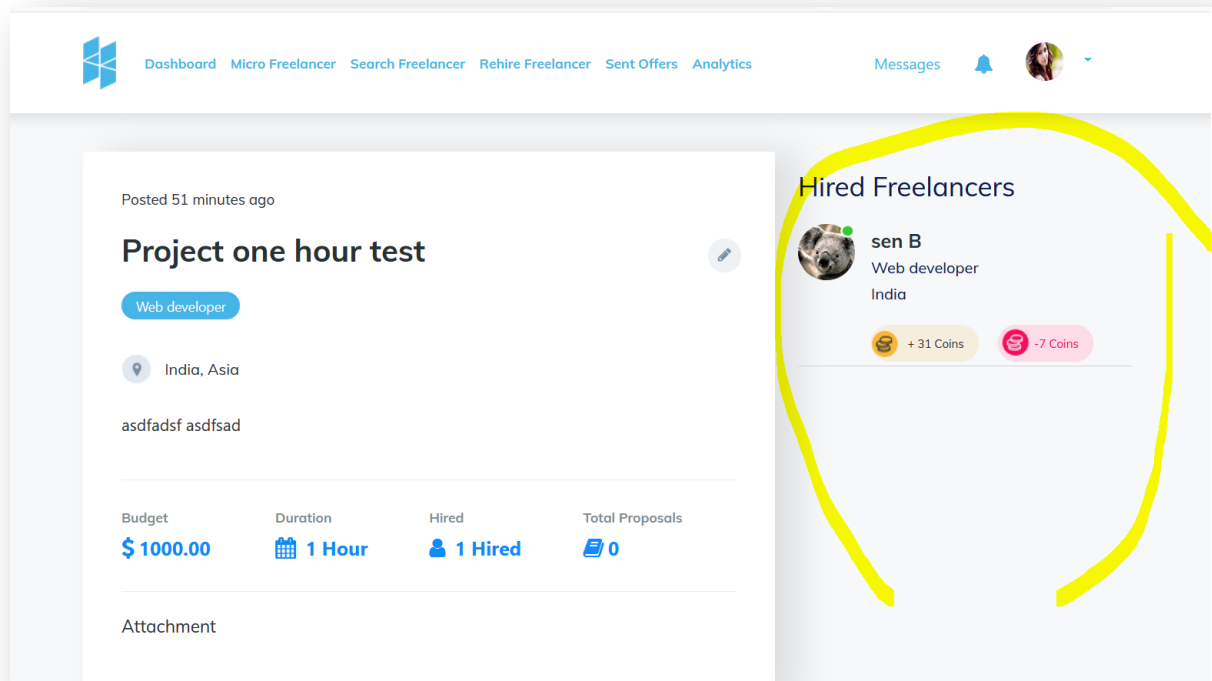 Dashboard Micro Freelancer Search Freelancer Rehire Freelancer Sent Offers Analytics Messages
Posted 51 minutes ago
Project one hour test
Web developer
India, Asia
asdfadsf asdfsad
Budget Duration Hired Total Proposals
$ 1000.00 1 Hour 1 Hired 0
Attachment
Hired Freelancers
sen B
Web developer
India
+ 31 Coins -7 Coins